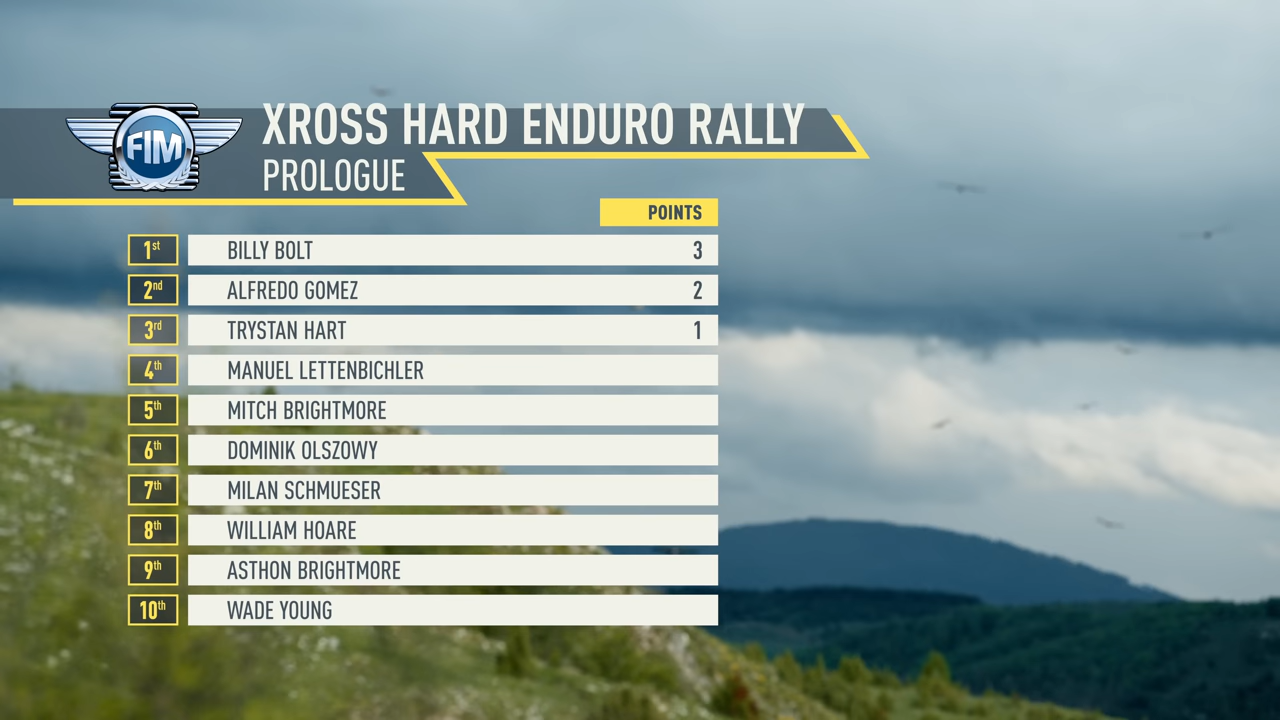 FIM
XROSS HARD ENDURO RALLY
PROLOGUE
POINTS
1st BILLY BOLT 3
2nd ALFREDO GOMEZ 2
3rd TRYSTAN HART 1
4th MANUEL LETTENBICHLER
5th MITCH BRIGHTMORE
6th DOMINIK OLSZOWY
7th MILAN SCHMUESER
8th WILLIAM HOARE
9th ASTHON BRIGHTMORE
10th WADE YOUNG